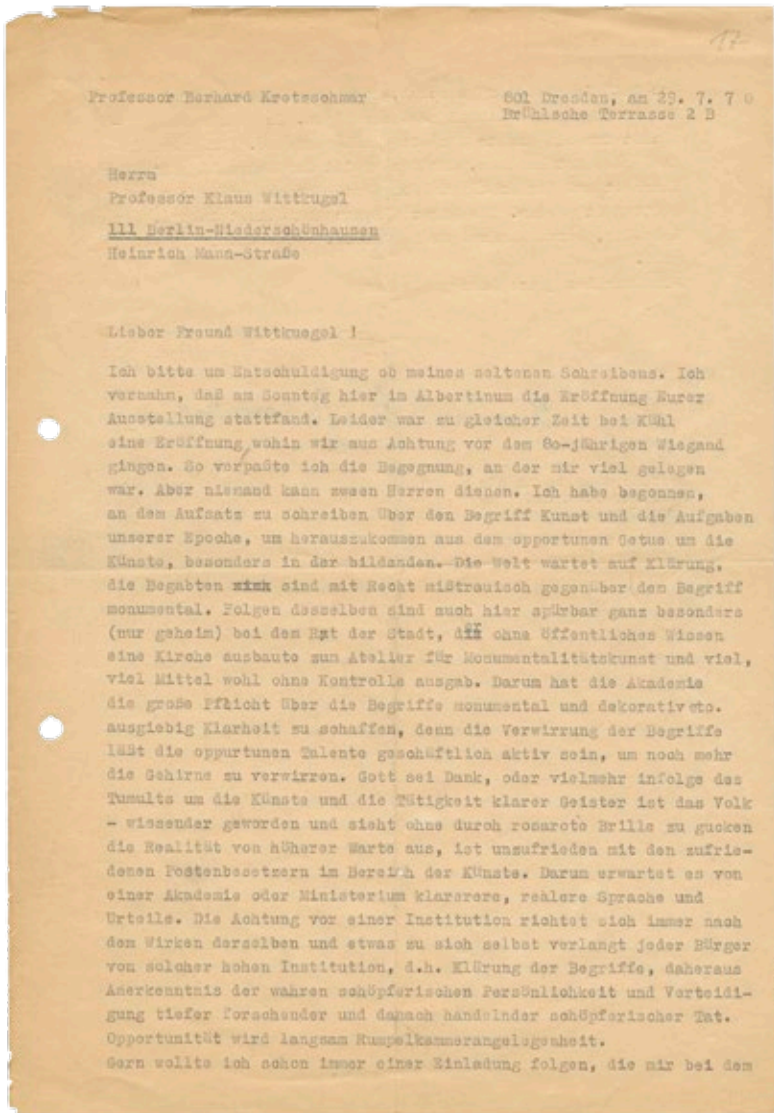 17
Professor Berhard Kretzschmar 801 Dresden, am 29. 7. 70
Brühlsche Terrasse 2 B
Herrn
Professor Klaus Wittkugel
111 Berlin-Niederschönhausen
Heinrich Mann-Straße
Lieber Freund Wittkuegel !
Ich bitte um Entschuldigung ob meines seltenen Schreibens. Ich
vernahm, daß am Sonntag hier im Albertinum die Eröffnung Eurer
Ausstellung stattfand. Leider war zu gleicher Zeit bei Kühl
eine Eröffnung, wohin wir aus Achtung vor dem 80-jährigen Wiegand
gingen. So verpaßte ich die Begegnung, an der mir viel gelegen
war. Aber niemand kann zween Herren dienen. Ich habe begonnen,
an dem Aufsatz zu schreiben über den Begriff Kunst und die Aufgaben
unserer Epoche, um herauszukommen aus dem opportunen Getue um die
Künste, besonders in der bildenden. Die Welt wartet auf Klärung,
die Begabten sind mit Recht mißtrauisch gegenüber dem Begriff
monumental. Folgen desselben sind auch hier spürbar ganz besonders
(nur geheim) bei dem Rat der Stadt, der ohne öffentliches Wissen
eine Kirche ausbaute zum Atelier für Monumentalitätskunst und viel,
viel Mittel wohl ohne Kontrolle ausgab. Darum hat die Akademie
die große Pflicht über die Begriffe monumental und dekorativ etc.
ausgiebig Klarheit zu schaffen, denn die Verwirrung der Begriffe
läßt die oppurtunen Talente geschäftlich aktiv sein, um noch mehr
die Gehirne zu verwirren. Gott sei Dank, oder vielmehr infolge des
Tumults um die Künste und die Tätigkeit klarer Geister ist das Volk
- wissender geworden und sieht ohne durch rosarote Brille zu gucken
die Realität von höherer Warte aus, ist unzufrieden mit den zufrie-
denen Postenbesetzern im Bereich der Künste. Darum erwartet es von
einer Akademie oder Ministerium klarere, reälere Sprache und
Urteile. Die Achtung vor einer Institution richtet sich immer nach
dem Wirken derselben und etwas zu sich selbst verlangt jeder Bürger
von solcher hohen Institution, d.h. Klärung der Begriffe, daheraus
Anerkenntnis der wahren schöpferischen Persönlichkeit und Verteidi-
gung tiefer forschender und danach handelnder schöpferischer Tat.
Opportunität wird langsam Rumpelkammerangelegenheit.
Gern wollte ich schon immer einer Einladung folgen, die mir bei dem